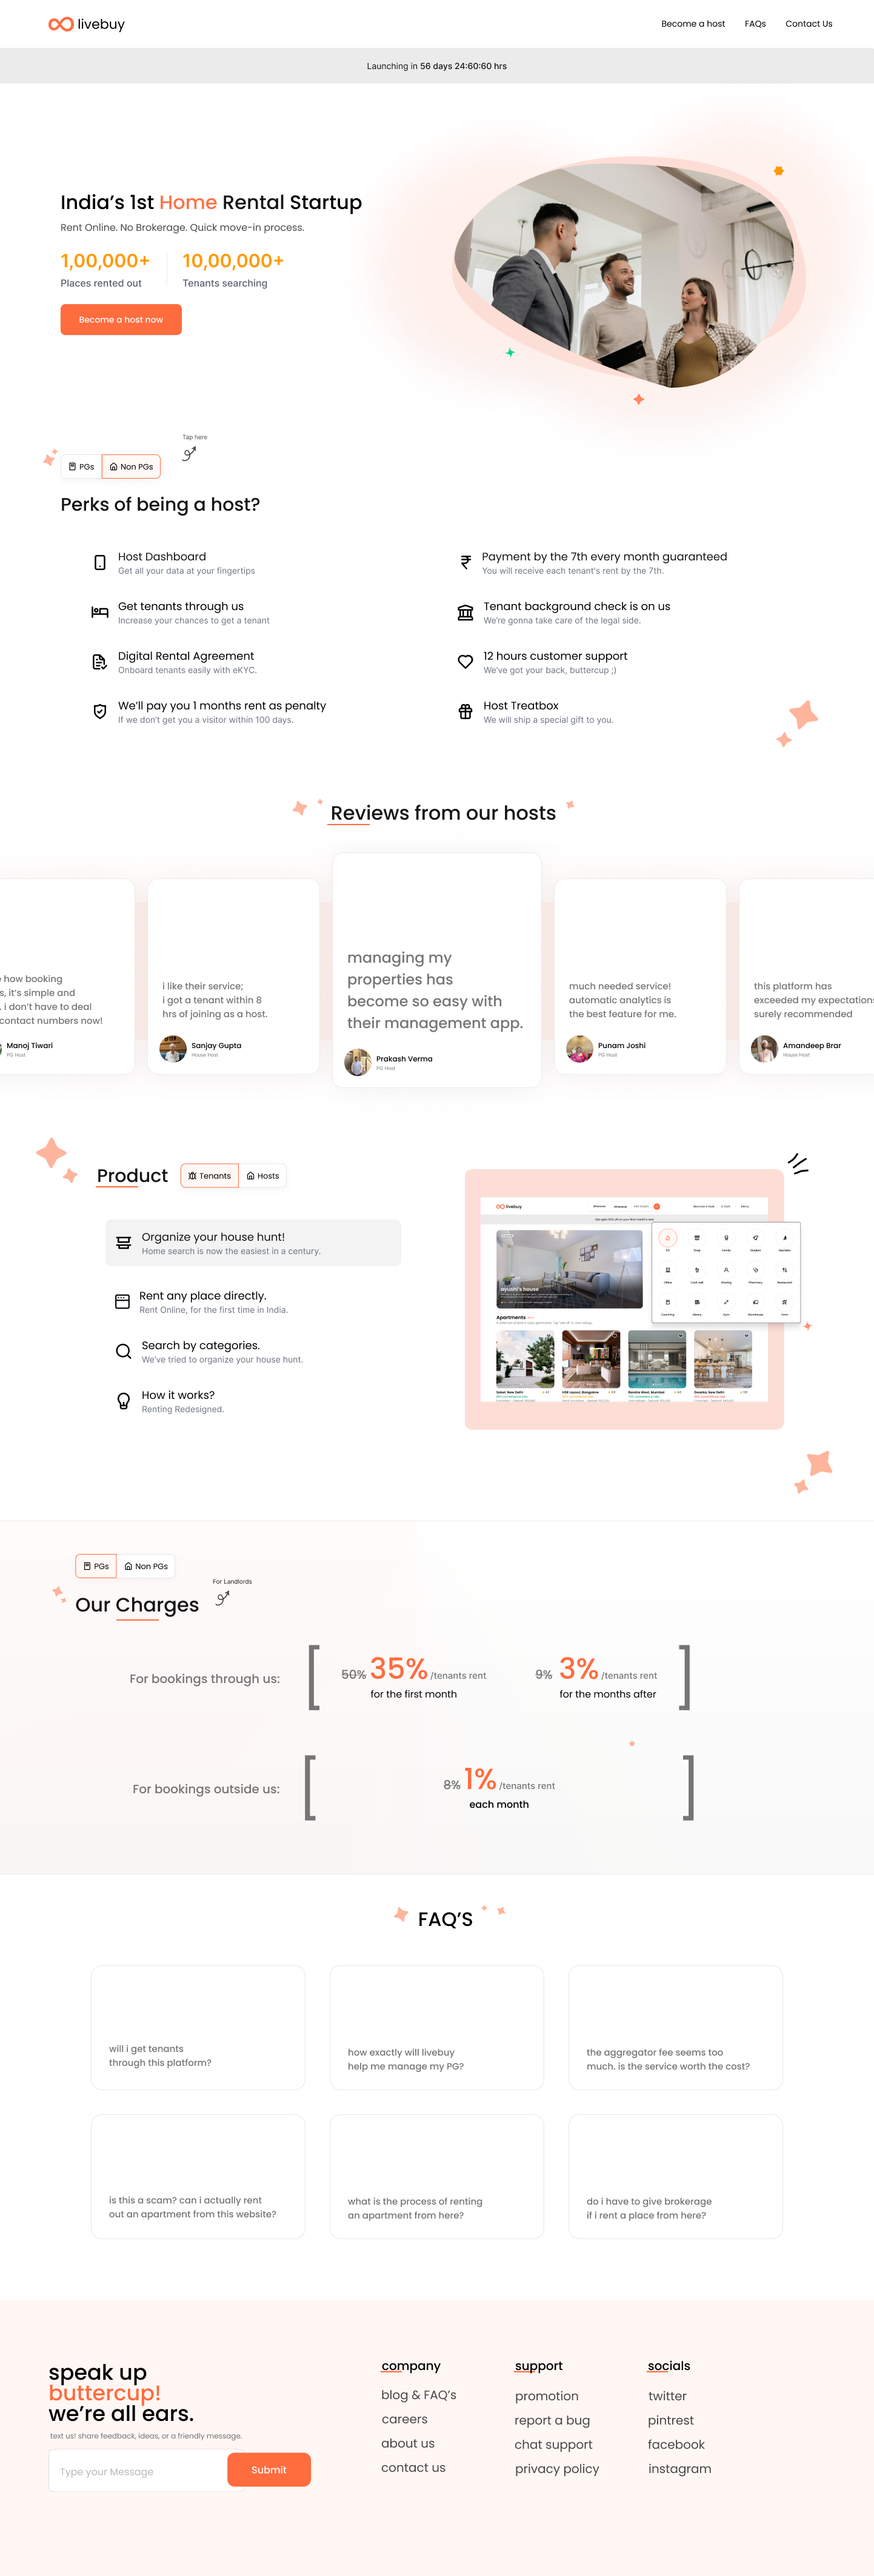 livebuy
Become a host
FAQs
Contact Us
Launching in 56 days 24:60:60 hrs
India's 1st Home Rental Startup
Rent Online. No Brokerage. Quick move-in process.
1,00,000+
10,00,000+
Places rented out
Tenants searching
Become a host now
Tap here
PGs
Non PGs
Perks of being a host?
Host Dashboard
Get all your data at your fingertips
Payment by the 7th every month guaranteed
You will receive each tenant's rent by the 7th.
Get tenants through us
Increase your chances to get a tenant
Tenant background check is on us
We're gonna take care of the legal side.
Digital Rental Agreement
Onboard tenants easily with eKYC.
12 hours customer support
We've got your back, buttercup ;)
We'll pay you 1 months rent as penalty
If we don't get you a visitor within 100 days.
Host Treatbox
We will ship a special gift to you.
Reviews from our hosts
how booking
s, it's simple and
. i don't have to deal
contact numbers now!
Manoj Tiwari
PG Host
i like their service;
i got a tenant within 8
hrs of joining as a host.
Sanjay Gupta
House Host
managing my
properties has
become so easy with
their management app.
Prakash Verma
PG Host
much needed service!
automatic analytics is
the best feature for me.
Punam Joshi
PG Host
this platform has
exceeded my expectations
surely recommended
Amandeep Brar
House Host
Product
Tenants
Hosts
Organize your house hunt!
Home search is now the easiest in a century.
Rent any place directly.
Rent Online, for the first time in India.
Search by categories.
We've tried to organize your house hunt.
How it works?
Renting Redesigned.
livebuy
ayushi's house
Apartments
Saket, New Delhi
HSR Layout, Bangalore
Bandra West, Mumbai
Dwarka, New Delhi
PGs
Non PGs
For Landlords
Our Charges
For bookings through us:
50% 35% /tenants rent
for the first month
9% 3% /tenants rent
for the months after
For bookings outside us:
8% 1% /tenants rent
each month
FAQ'S
will i get tenants
through this platform?
how exactly will livebuy
help me manage my PG?
the aggregator fee seems too
much. is the service worth the cost?
is this a scam? can i actually rent
out an apartment from this website?
what is the process of renting
an apartment from here?
do i have to give brokerage
if i rent a place from here?
speak up
buttercup!
we're all ears.
text us! share feedback, ideas, or a friendly message.
Type your Message
Submit
company
blog & FAQ's
careers
about us
contact us
support
promotion
report a bug
chat support
privacy policy
socials
twitter
pintrest
facebook
instagram